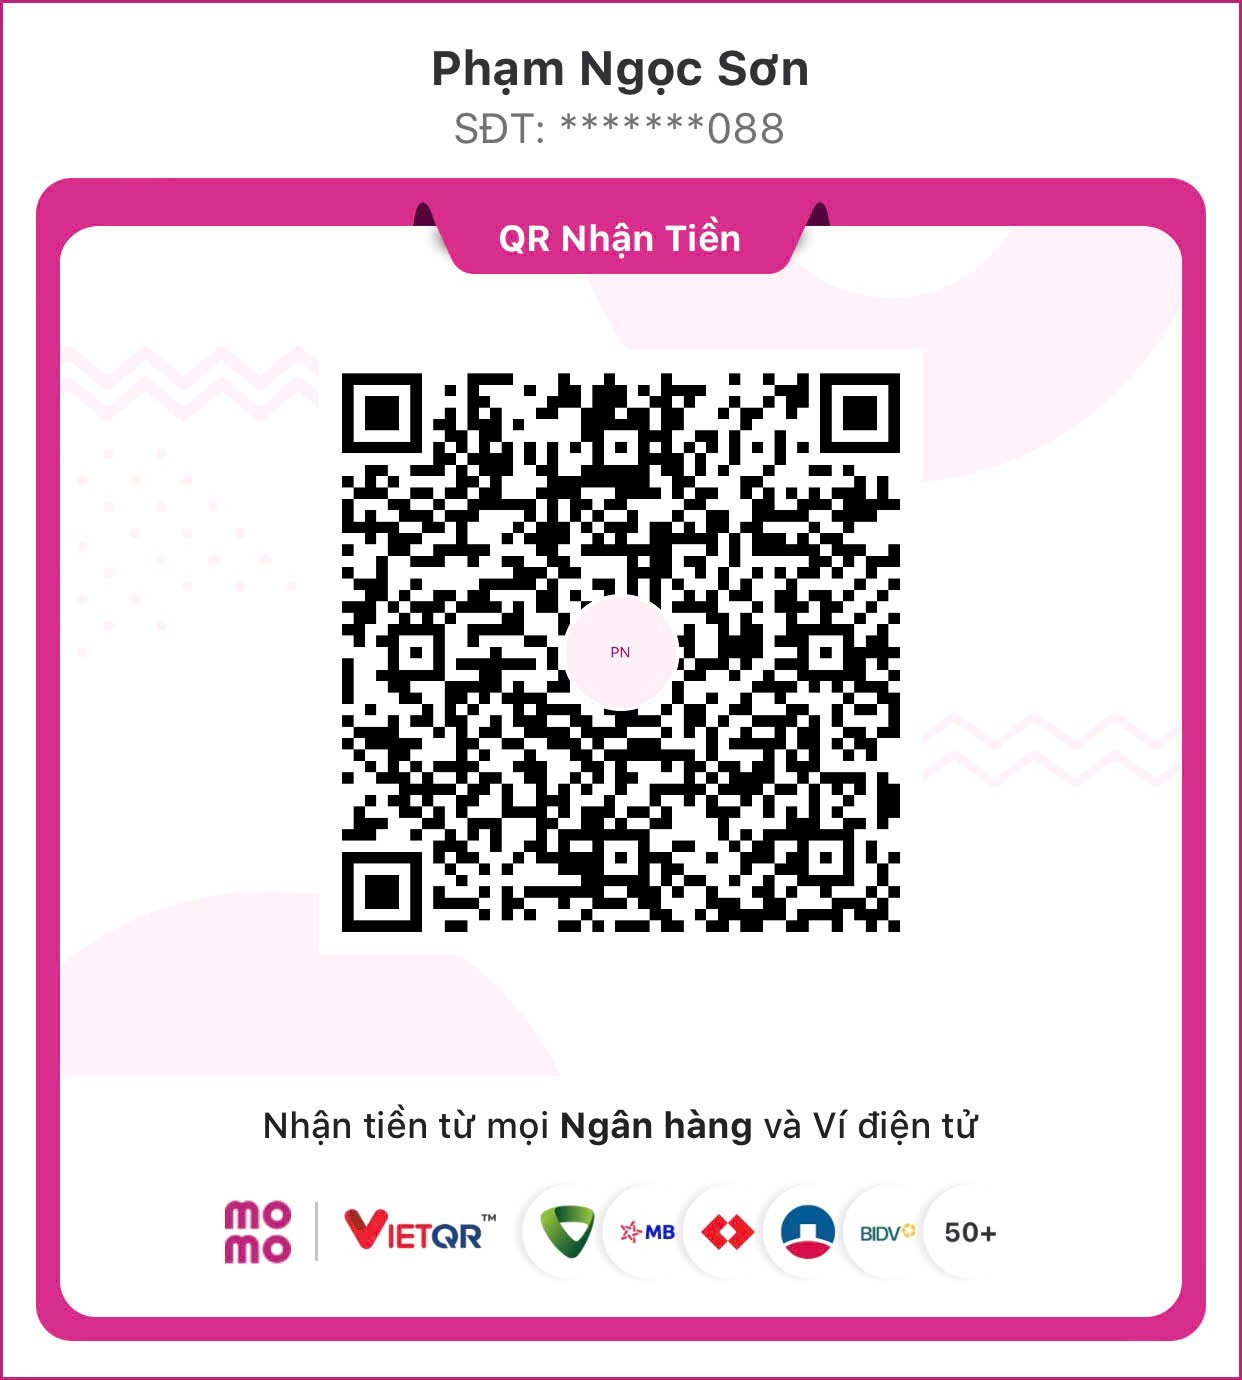 Phạm Ngọc Sơn
SĐT: *******088
QR Nhận Tiền
PN
Nhận tiền từ mọi Ngân hàng và Ví điện tử
mo mo VIETQR™ MB BIDV 50+